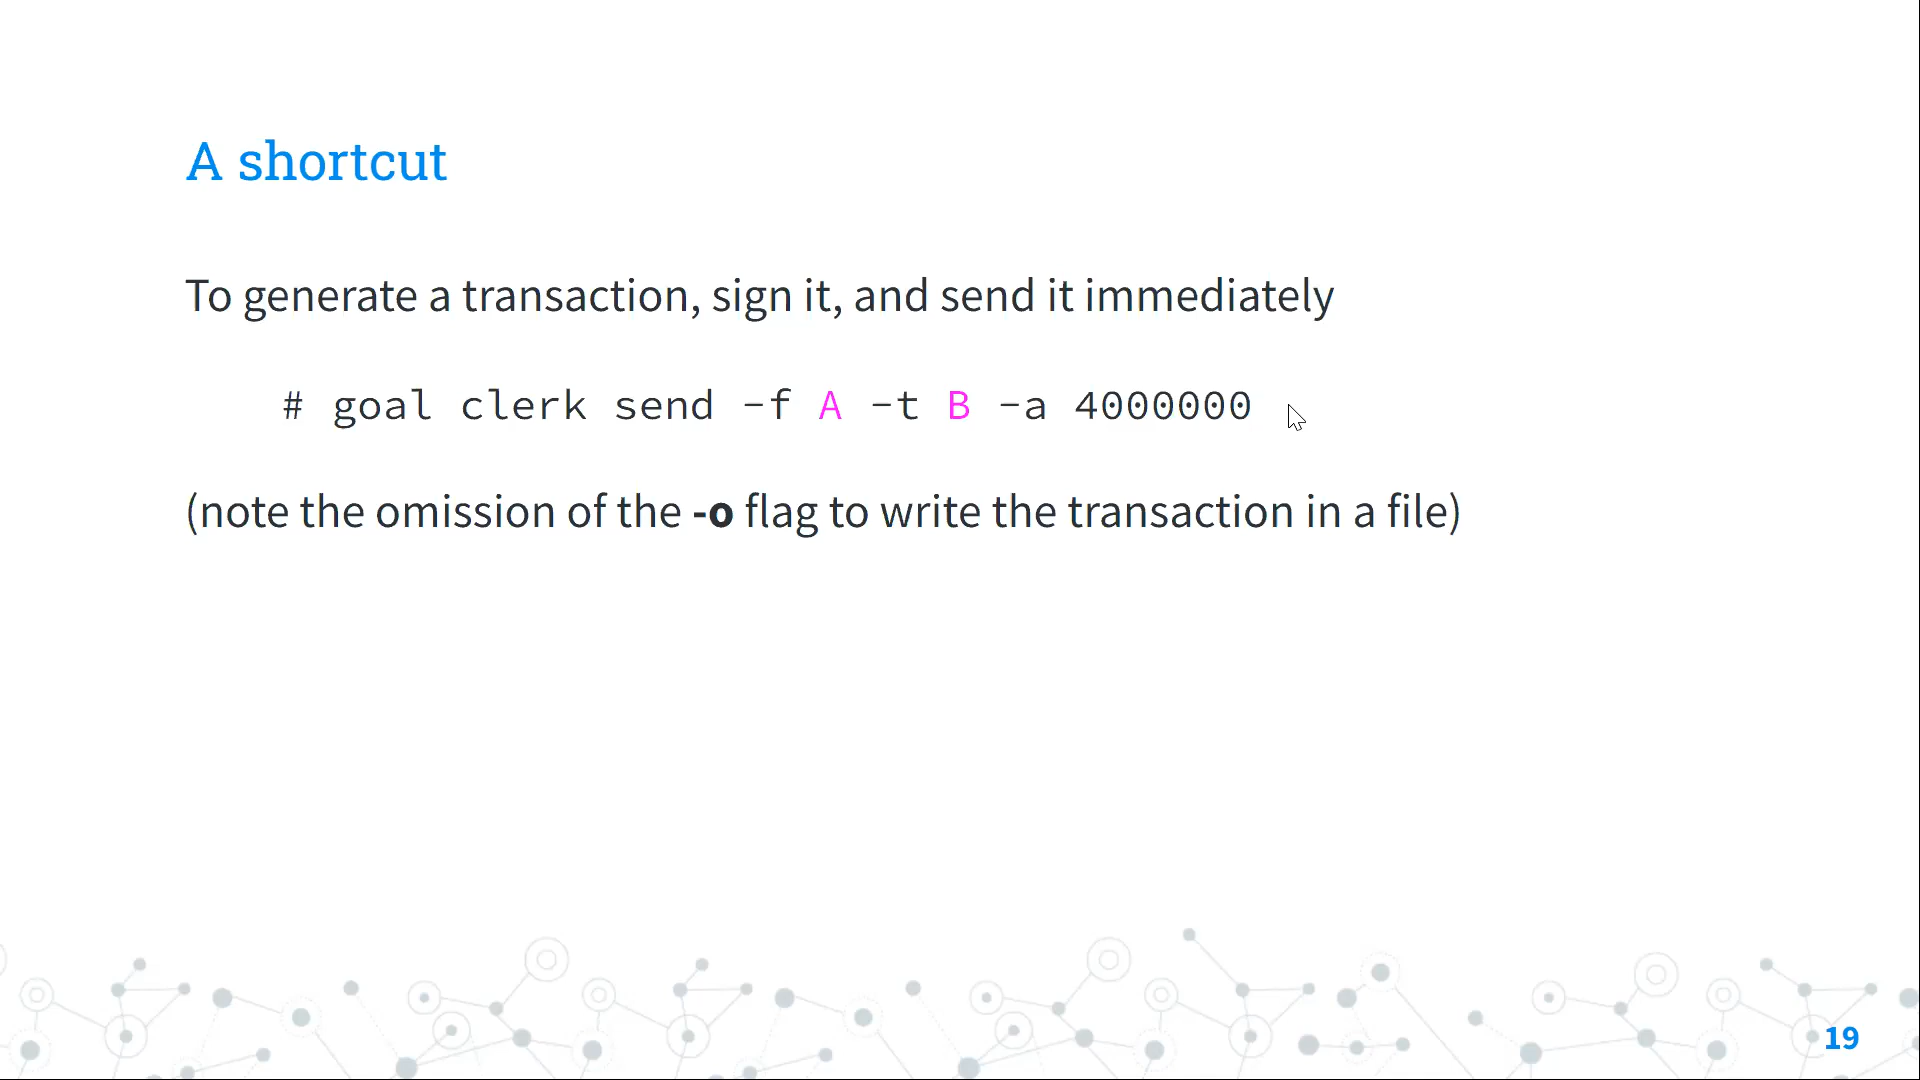 A shortcut
To generate a transaction, sign it, and send it immediately
# goal clerk send -f A -t B -a 4000000
(note the omission of the -o flag to write the transaction in a file)
19